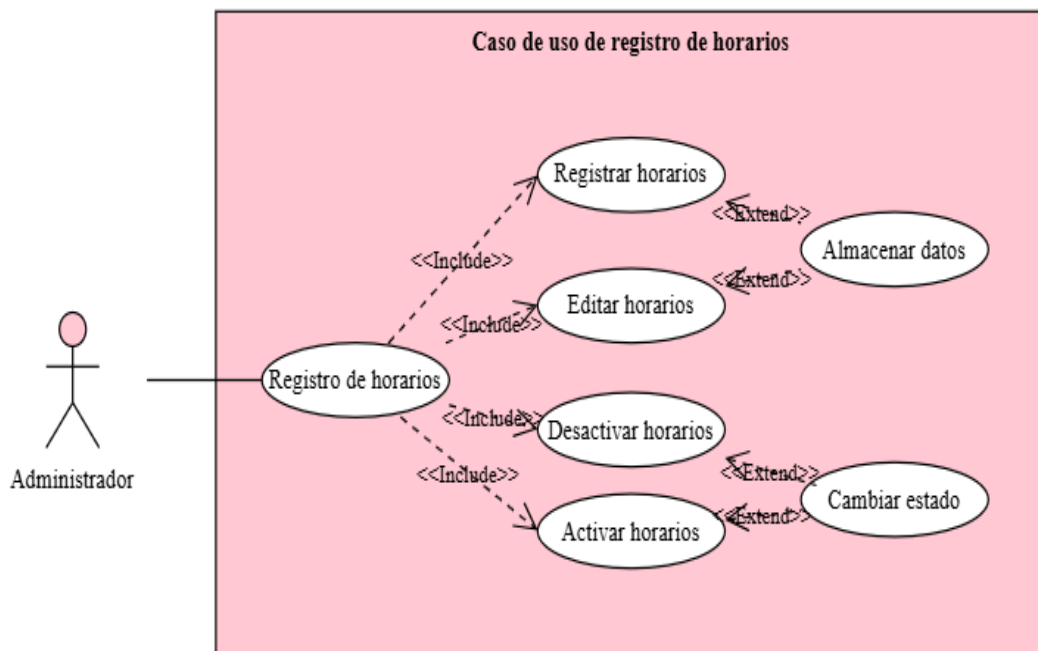 Caso de uso de registro de horarios
Registrar horarios
<<Extend>>
Almacenar datos
<<Include>>
<<Extend>>
Editar horarios
<<Include>>
Registro de horarios
<<Include>>
Desactivar horarios
<<Include>>
<<Extend>>
Cambiar estado
<<Extend>>
Activar horarios
Administrador